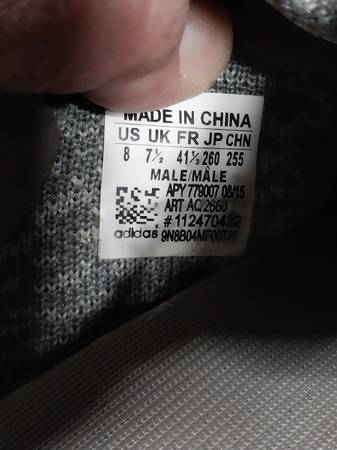 MADE IN CHINA
US UK FR JP CHN
8 7½ 41⅓ 260 255
MALE/MÂLE
APY 779007 08/15
ART AQ2660
adidas